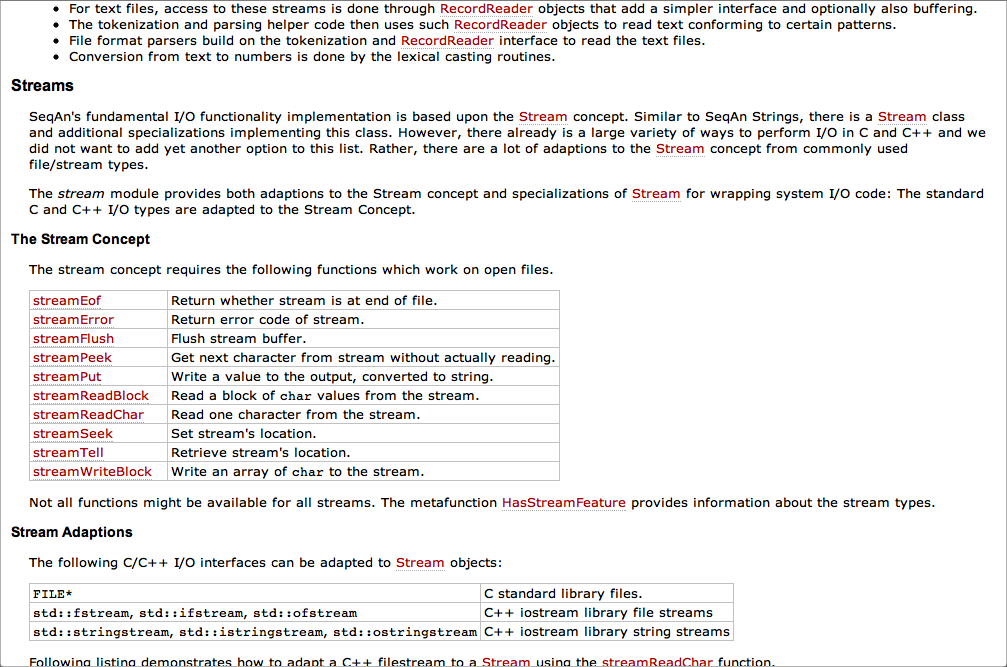 • For text files, access to these streams is done through RecordReader objects that add a simpler interface and optionally also buffering.
• The tokenization and parsing helper code then uses such RecordReader objects to read text conforming to certain patterns.
• File format parsers build on the tokenization and RecordReader interface to read the text files.
• Conversion from text to numbers is done by the lexical casting routines.
Streams
SeqAn's fundamental I/O functionality implementation is based upon the Stream concept. Similar to SeqAn Strings, there is a Stream class
and additional specializations implementing this class. However, there already is a large variety of ways to perform I/O in C and C++ and we
did not want to add yet another option to this list. Rather, there are a lot of adaptions to the Stream concept from commonly used
file/stream types.
The stream module provides both adaptions to the Stream concept and specializations of Stream for wrapping system I/O code: The standard
C and C++ I/O types are adapted to the Stream Concept.
The Stream Concept
The stream concept requires the following functions which work on open files.
streamEof Return whether stream is at end of file.
streamError Return error code of stream.
streamFlush Flush stream buffer.
streamPeek Get next character from stream without actually reading.
streamPut Write a value to the output, converted to string.
streamReadBlock Read a block of char values from the stream.
streamReadChar Read one character from the stream.
streamSeek Set stream's location.
streamTell Retrieve stream's location.
streamWriteBlock Write an array of char to the stream.
Not all functions might be available for all streams. The metafunction HasStreamFeature provides information about the stream types.
Stream Adaptions
The following C/C++ I/O interfaces can be adapted to Stream objects:
FILE* C standard library files.
std::fstream, std::ifstream, std::ofstream C++ iostream library file streams
std::stringstream, std::istringstream, std::ostringstream C++ iostream library string streams
Following listing demonstrates how to adapt a C++ filestream to a Stream using the streamReadChar function.